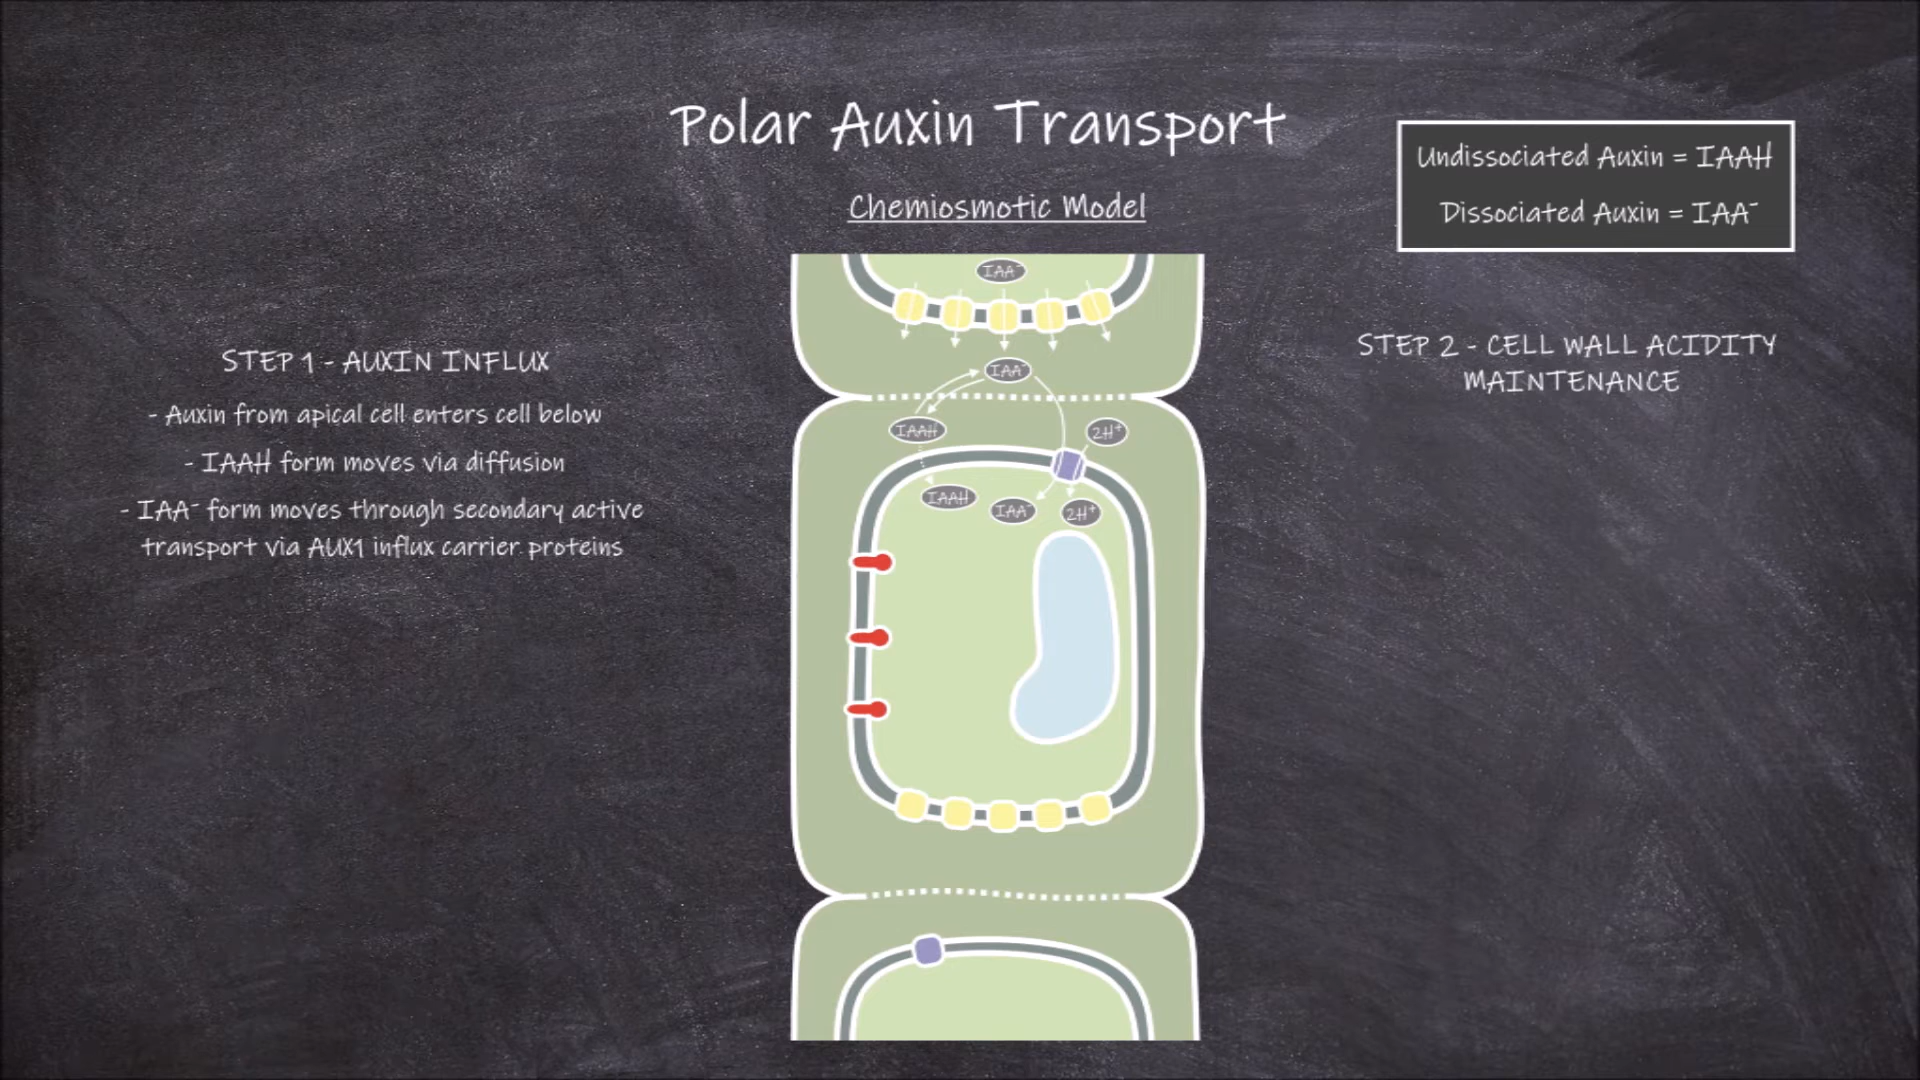 Polar Auxin Transport
Chemiosmotic Model
Undissociated Auxin = IAAH
Dissociated Auxin = IAA⁻
STEP 1 - AUXIN INFLUX
- Auxin from apical cell enters cell below
- IAAH form moves via diffusion
- IAA⁻ form moves through secondary active
transport via AUX1 influx carrier proteins
STEP 2 - CELL WALL ACIDITY
MAINTENANCE
IAA⁻
IAA⁻
IAAH
2H⁺
IAAH
IAA⁻
2H⁺